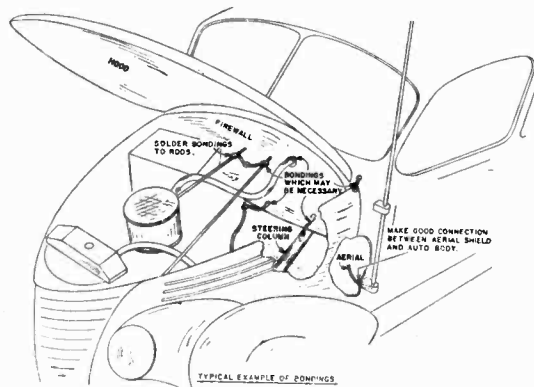 HOOD
FIREWALL
SOLDER BONDINGS
TO RODS.
BONDINGS
WHICH MAY
BE NECESSARY
STEERING
COLUMN
AERIAL
MAKE GOOD CONNECTION
BETWEEN AERIAL SHIELD
AND AUTO BODY.
TYPICAL EXAMPLE OF BONDINGS